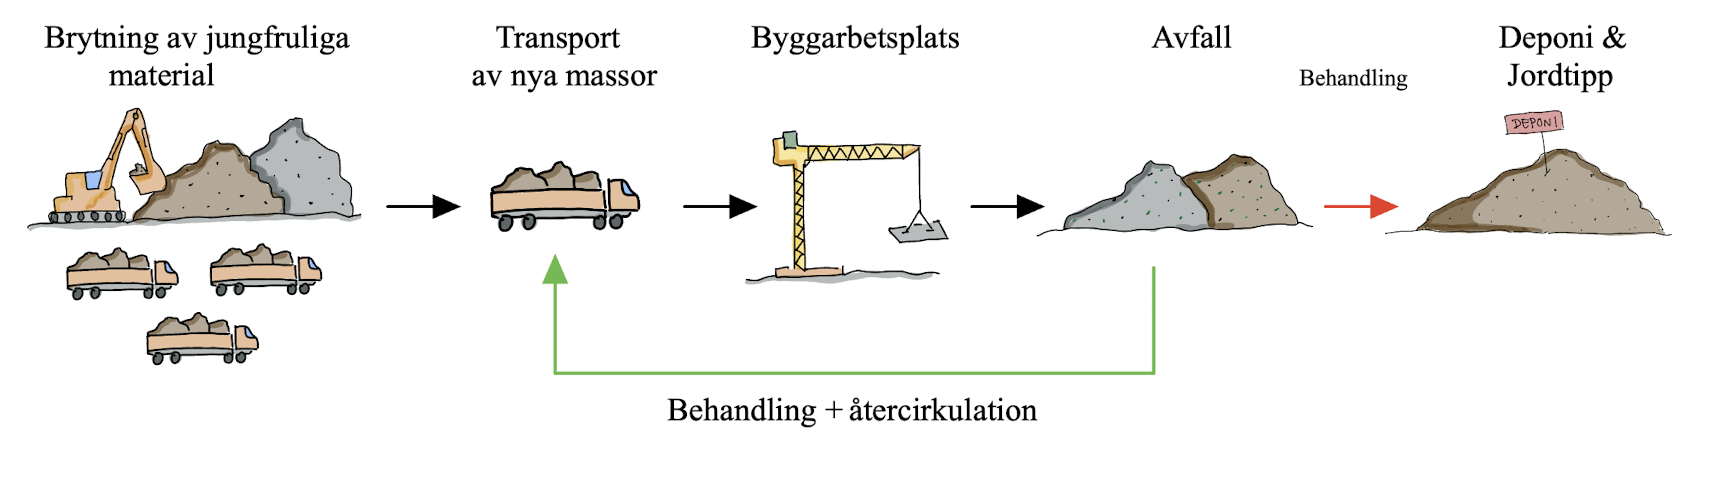 Brytning av jungfruliga
material
Transport
av nya massor
Byggarbetsplats
Avfall
Behandling
Deponi &
Jordtipp
DEPONI
Behandling + återcirkulation